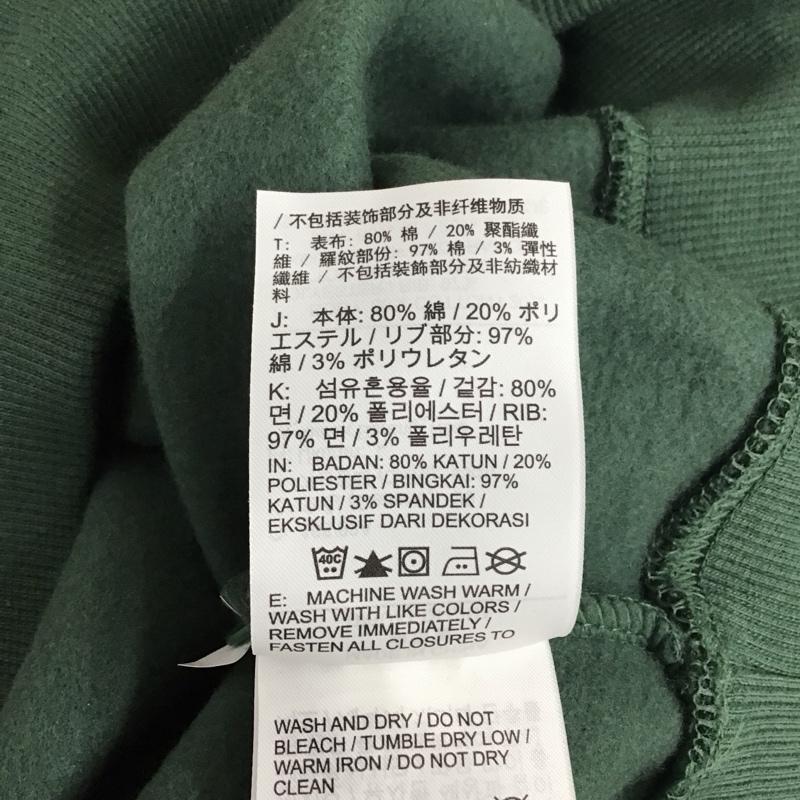 / 不包括装饰部分及非纤维物质
T: 表布: 80% 棉 / 20% 聚酯纖
維 / 羅紋部份: 97% 棉 / 3% 彈性
纖維 / 不包括裝飾部分及非紡纖材
料
J: 本体: 80% 綿 / 20% ポリ
エステル / リブ部分: 97%
綿 / 3% ポリウレタン
K: 섬유혼용율 / 겉감: 80%
면 / 20% 폴리에스터 / RIB:
97% 면 / 3% 폴리우레탄
IN: BADAN: 80% KATUN / 20%
POLIESTER / BINGKAI: 97%
KATUN / 3% SPANDEK /
EKSKLUSIF DARI DEKORASI
40C
E: MACHINE WASH WARM /
WASH WITH LIKE COLORS /
REMOVE IMMEDIATELY /
FASTEN ALL CLOSURES TO
WASH AND DRY / DO NOT
BLEACH / TUMBLE DRY LOW /
WARM IRON / DO NOT DRY
CLEAN